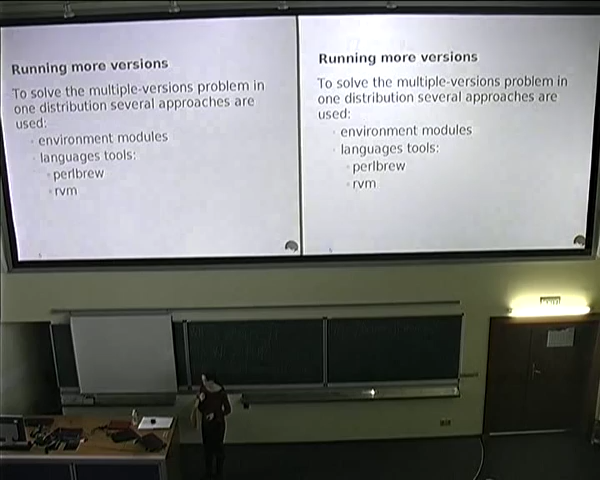 Running more versions
To solve the multiple-versions problem in
one distribution several approaches are
used:
environment modules
languages tools:
perlbrew
rvm
Running more versions
To solve the multiple-versions problem in
one distribution several approaches are
used:
environment modules
languages tools:
perlbrew
rvm